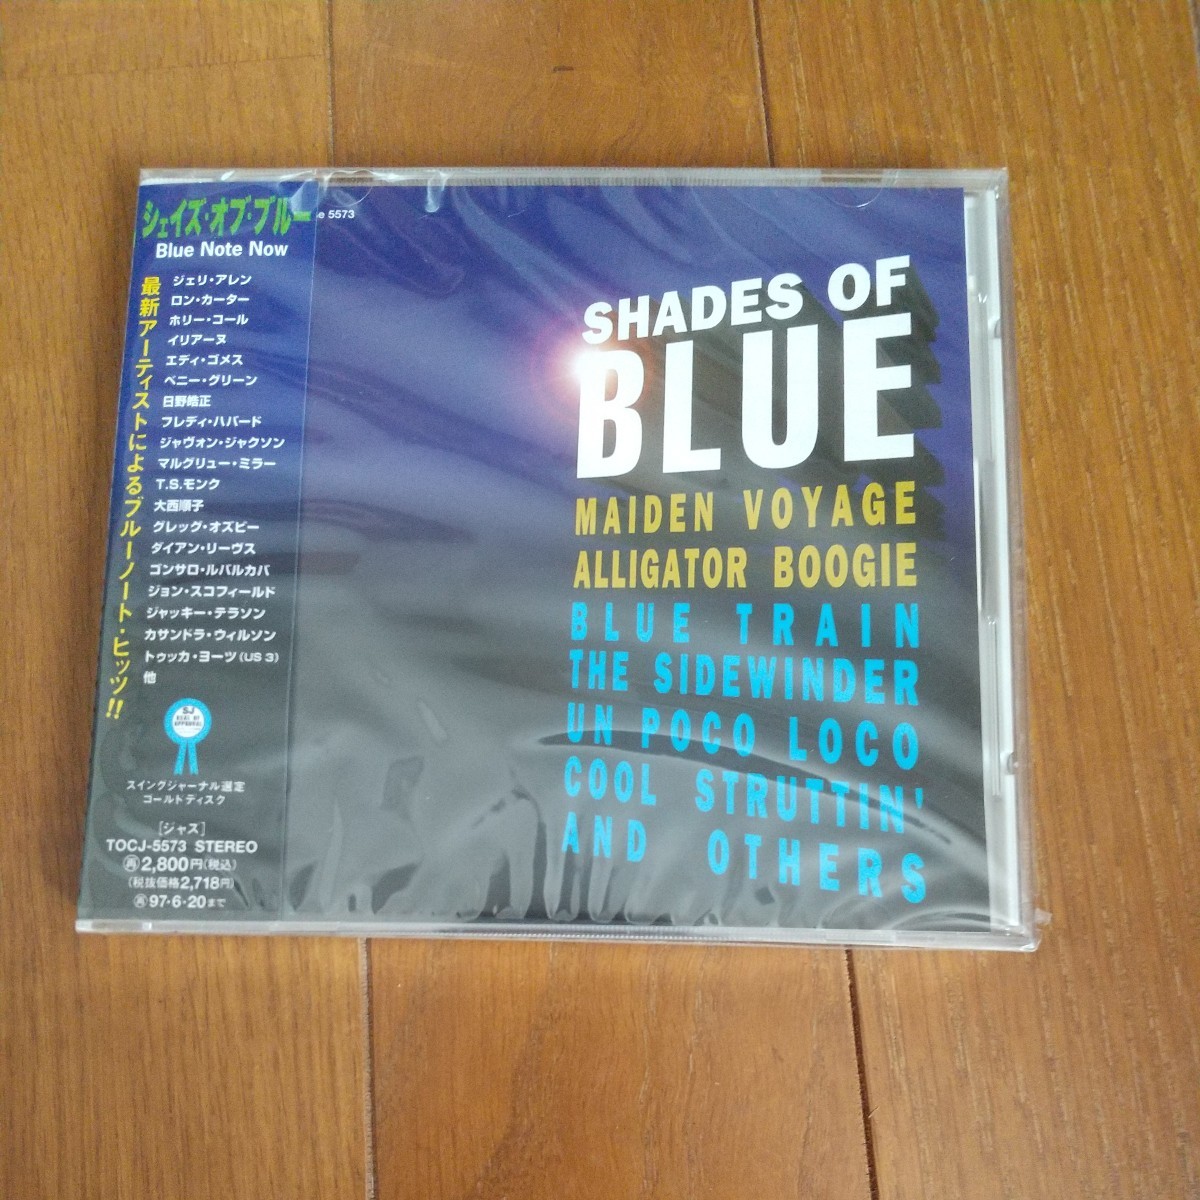 シェイズ・オブ・ブルー
Blue Note Now
最新アーティストによるブルーノート・ヒッツ!!
ジェリ・アレン
ロン・カーター
ホリー・コール
イリアーヌ
エディ・ゴメス
ベニー・グリーン
日野皓正
フレディ・ハバード
ジャヴォン・ジャクソン
マルグリュー・ミラー
T.S.モンク
大西順子
グレッグ・オズビー
ダイアン・リーヴス
ゴンサロ・ルバルカバ
ジョン・スコフィールド
ジャッキー・テラソン
カサンドラ・ウィルソン
トゥッカ・ヨーツ(US 3)
他
SJ
スイングジャーナル選定
ゴールドディスク
[ジャズ]
TOCJ-5573 STEREO
再2,800円(税込)
(税抜価格2,718円)
再97・6・20まで
5573
SHADES OF
BLUE
MAIDEN VOYAGE
ALLIGATOR BOOGIE
BLUE TRAIN
THE SIDEWINDER
UN POCO LOCO
COOL STRUTTIN'
AND OTHERS